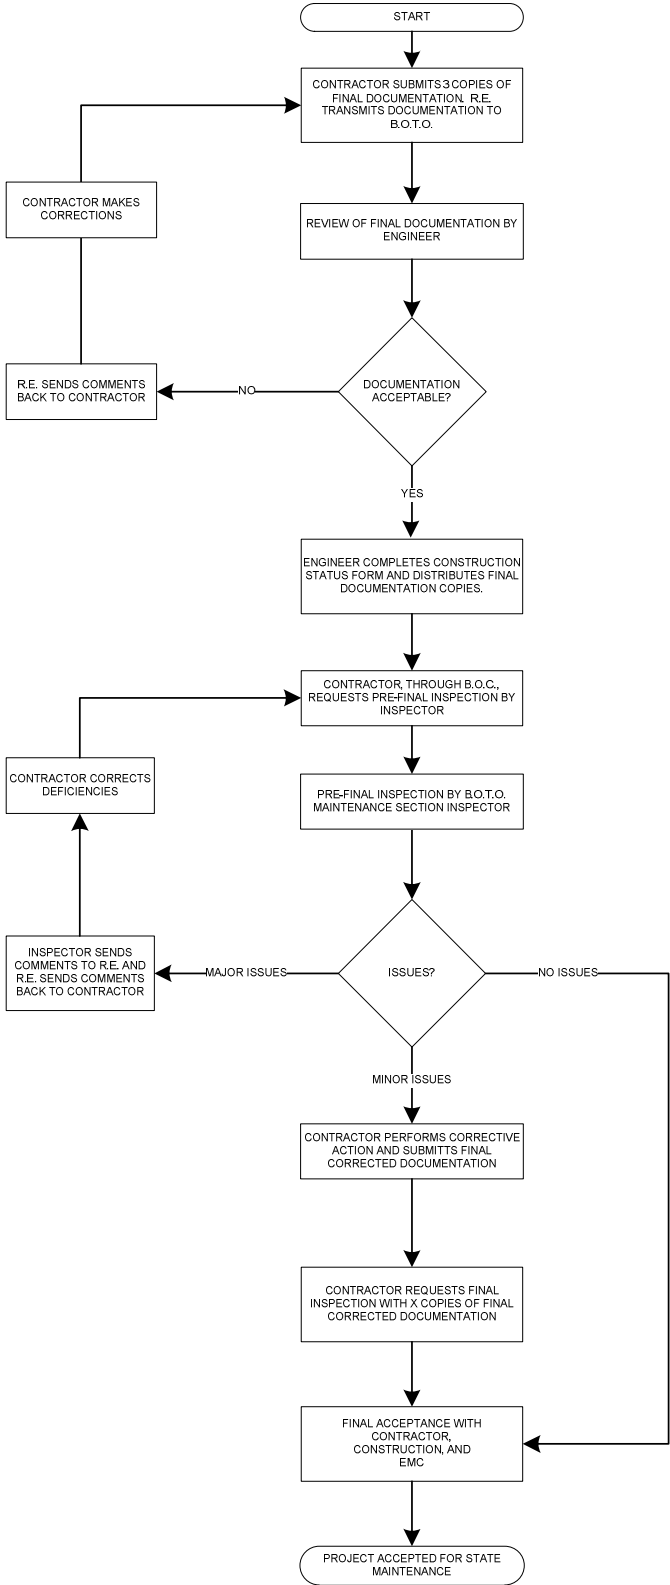 START
CONTRACTOR SUBMITS 3 COPIES OF
FINAL DOCUMENTATION. R.E.
TRANSMITS DOCUMENTATION TO
B.O.T.O.
CONTRACTOR MAKES
CORRECTIONS
REVIEW OF FINAL DOCUMENTATION BY
ENGINEER
R.E. SENDS COMMENTS
BACK TO CONTRACTOR
NO
DOCUMENTATION
ACCEPTABLE?
YES
ENGINEER COMPLETES CONSTRUCTION
STATUS FORM AND DISTRIBUTES FINAL
DOCUMENTATION COPIES.
CONTRACTOR, THROUGH B.O.C.,
REQUESTS PRE-FINAL INSPECTION BY
INSPECTOR
CONTRACTOR CORRECTS
DEFICIENCIES
PRE-FINAL INSPECTION BY B.O.T.O.
MAINTENANCE SECTION INSPECTOR
INSPECTOR SENDS
COMMENTS TO R.E. AND
R.E. SENDS COMMENTS
BACK TO CONTRACTOR
MAJOR ISSUES
ISSUES?
NO ISSUES
MINOR ISSUES
CONTRACTOR PERFORMS CORRECTIVE
ACTION AND SUBMITTS FINAL
CORRECTED DOCUMENTATION
CONTRACTOR REQUESTS FINAL
INSPECTION WITH X COPIES OF FINAL
CORRECTED DOCUMENTATION
FINAL ACCEPTANCE WITH
CONTRACTOR,
CONSTRUCTION, AND
EMC
PROJECT ACCEPTED FOR STATE
MAINTENANCE